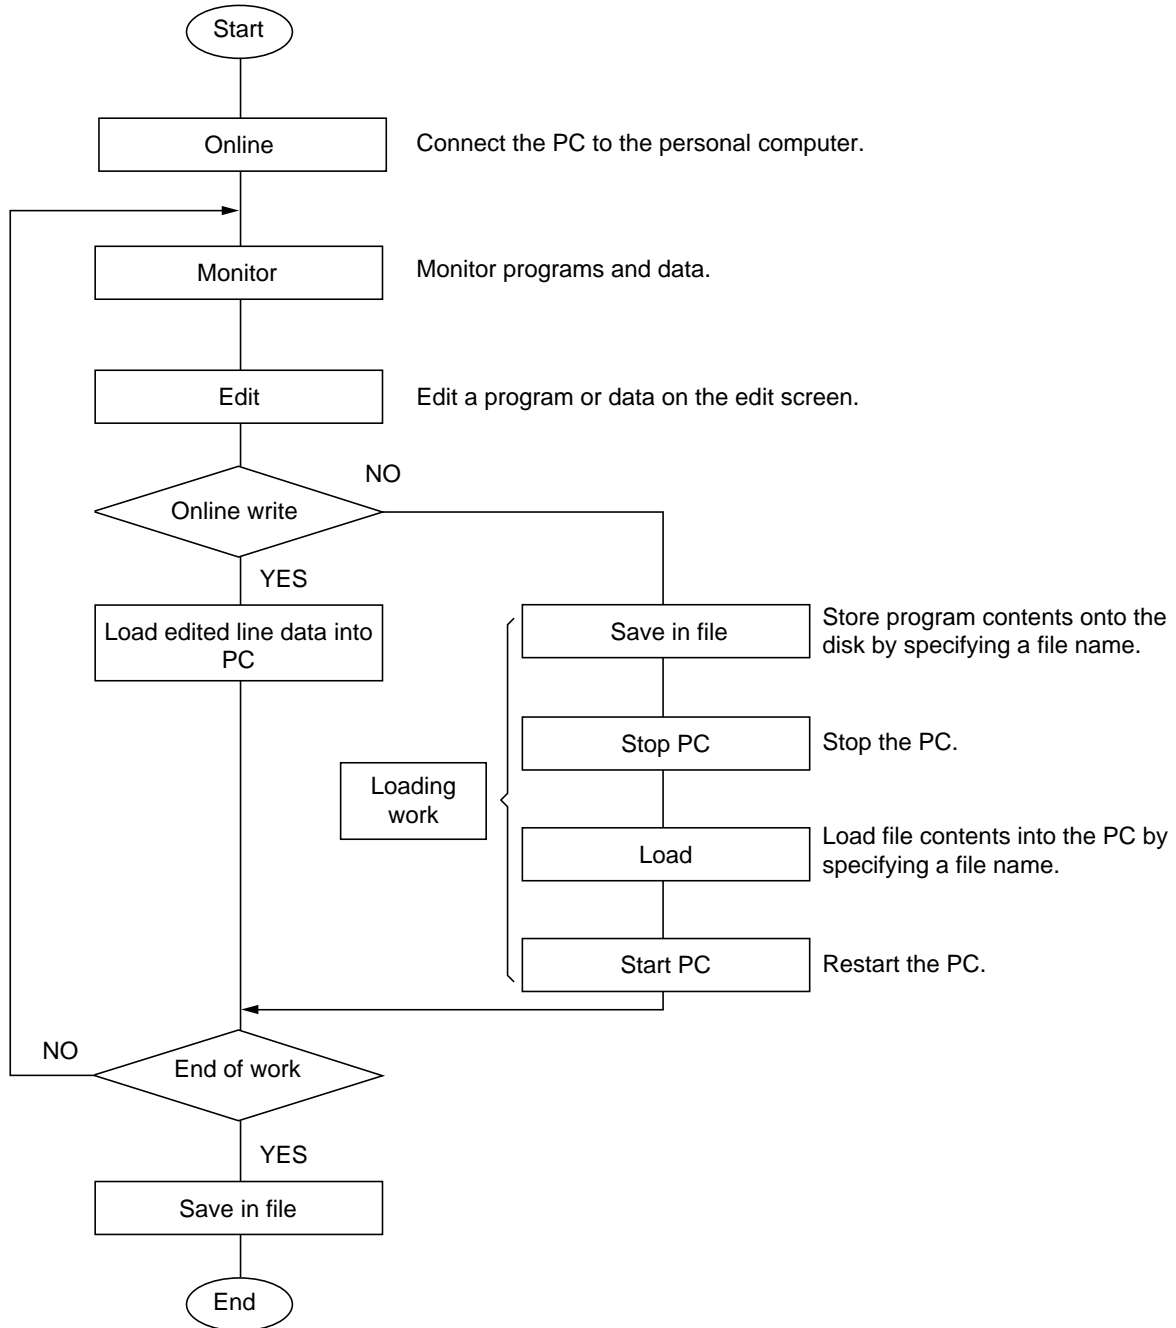 Start
Online
Connect the PC to the personal computer.
Monitor
Monitor programs and data.
Edit
Edit a program or data on the edit screen.
NO
Online write
YES
Load edited line data into
PC
Save in file
Store program contents onto the
disk by specifying a file name.
Stop PC
Stop the PC.
Loading
work
Load
Load file contents into the PC by
specifying a file name.
Start PC
Restart the PC.
NO
End of work
YES
Save in file
End